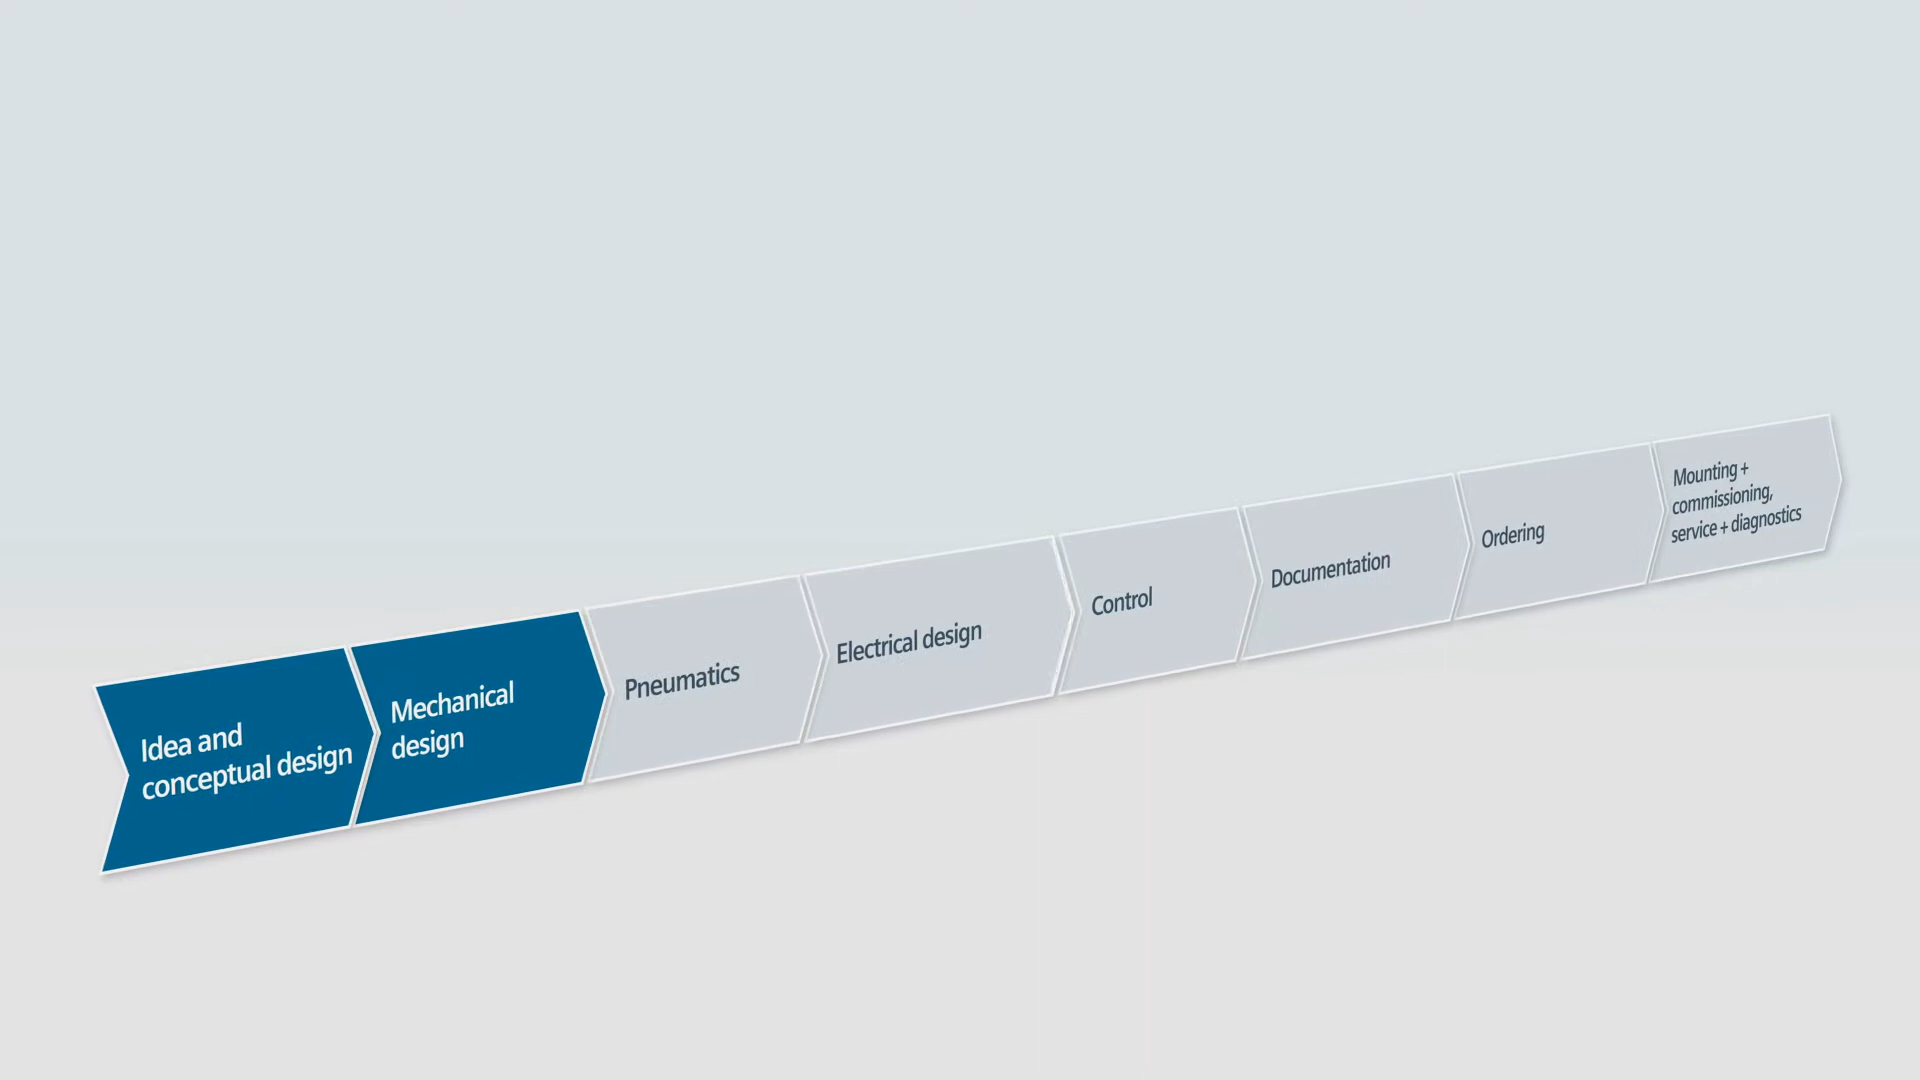 Idea and
conceptual design
Mechanical
design
Pneumatics
Electrical design
Control
Documentation
Ordering
Mounting +
commissioning,
service + diagnostics